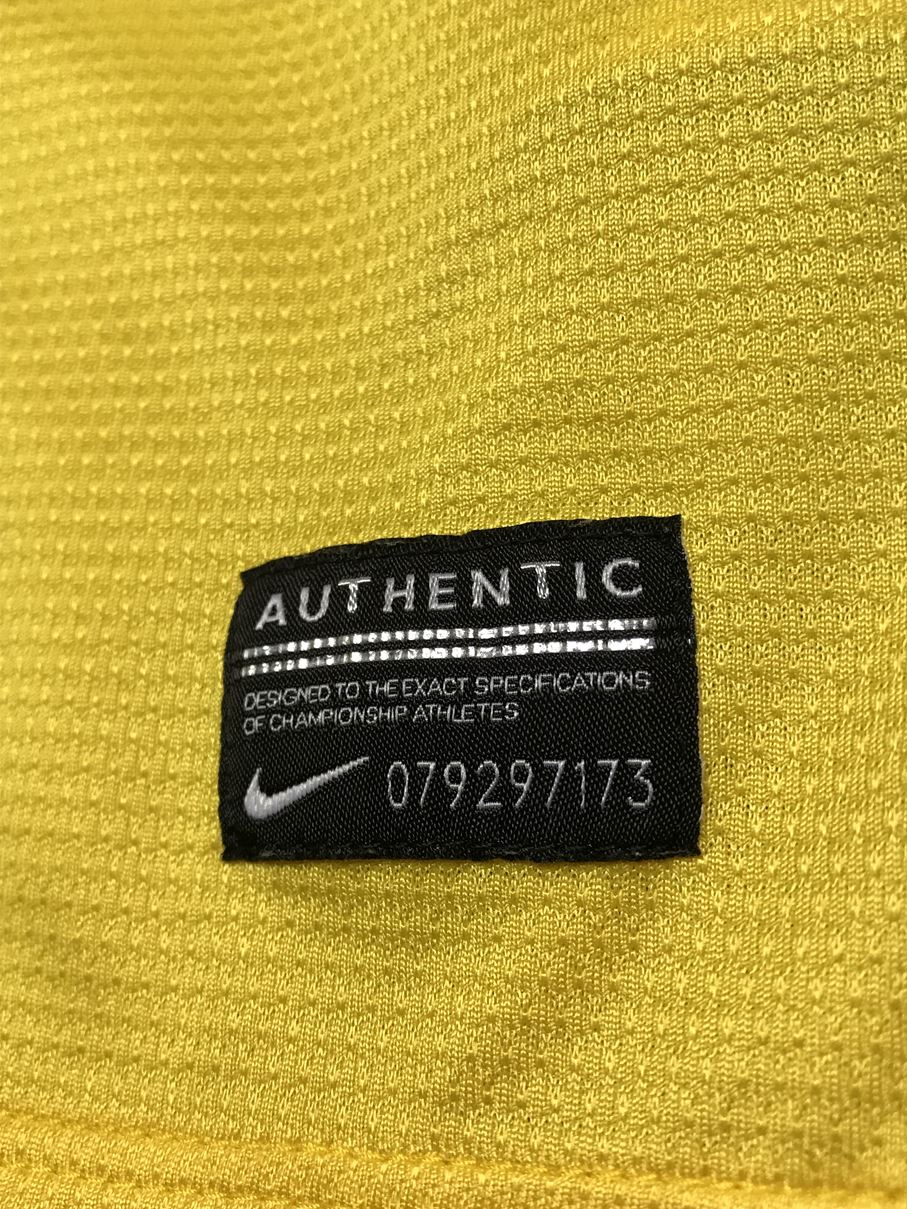 AUTHENTIC
DESIGNED TO THE EXACT SPECIFICATIONS
OF CHAMPIONSHIP ATHLETES
079297173